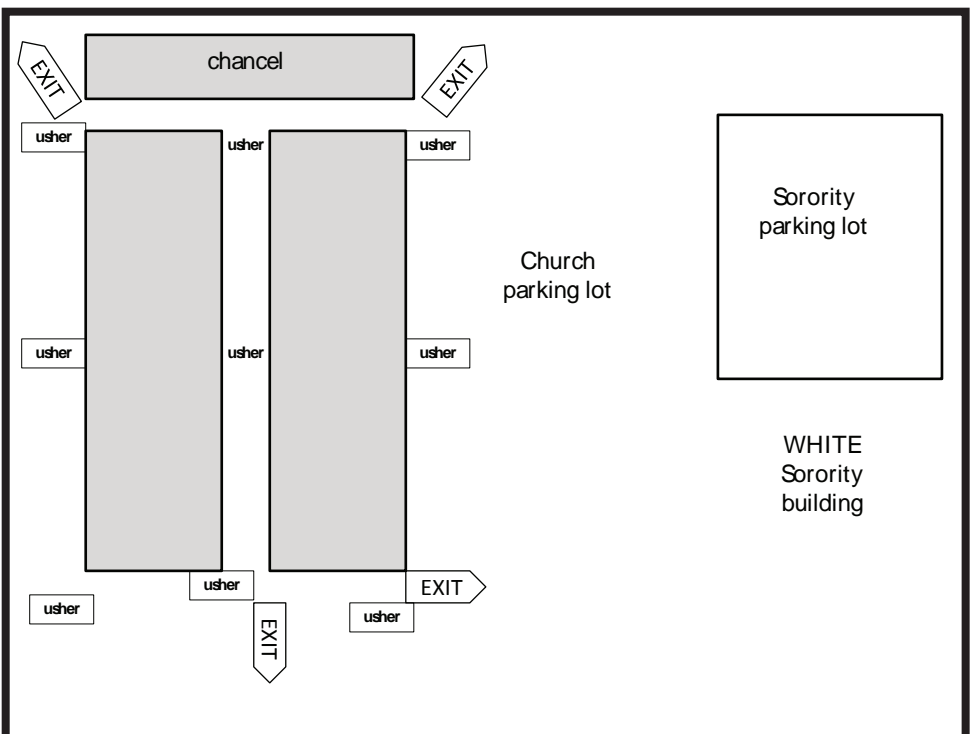 chancel
EXIT
EXIT
usher
usher
usher
Sorority
parking lot
Church
parking lot
usher
usher
usher
WHITE
Sorority
building
usher
EXIT
usher
usher
EXIT